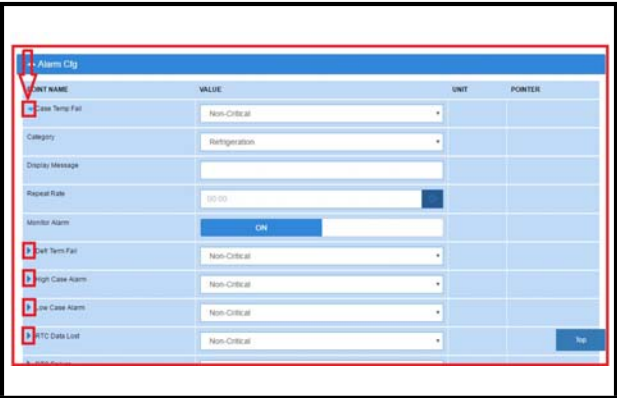 Alarm Cfg
POINT NAME VALUE UNIT POINTER
Case Temp Fail Non-Critical
Category Refrigeration
Display Message
Repeat Rate 00:00
Monitor Alarm ON
Deft Term Fail Non-Critical
High Case Alarm Non-Critical
Low Case Alarm Non-Critical
RTC Data Lost Non-Critical
Top